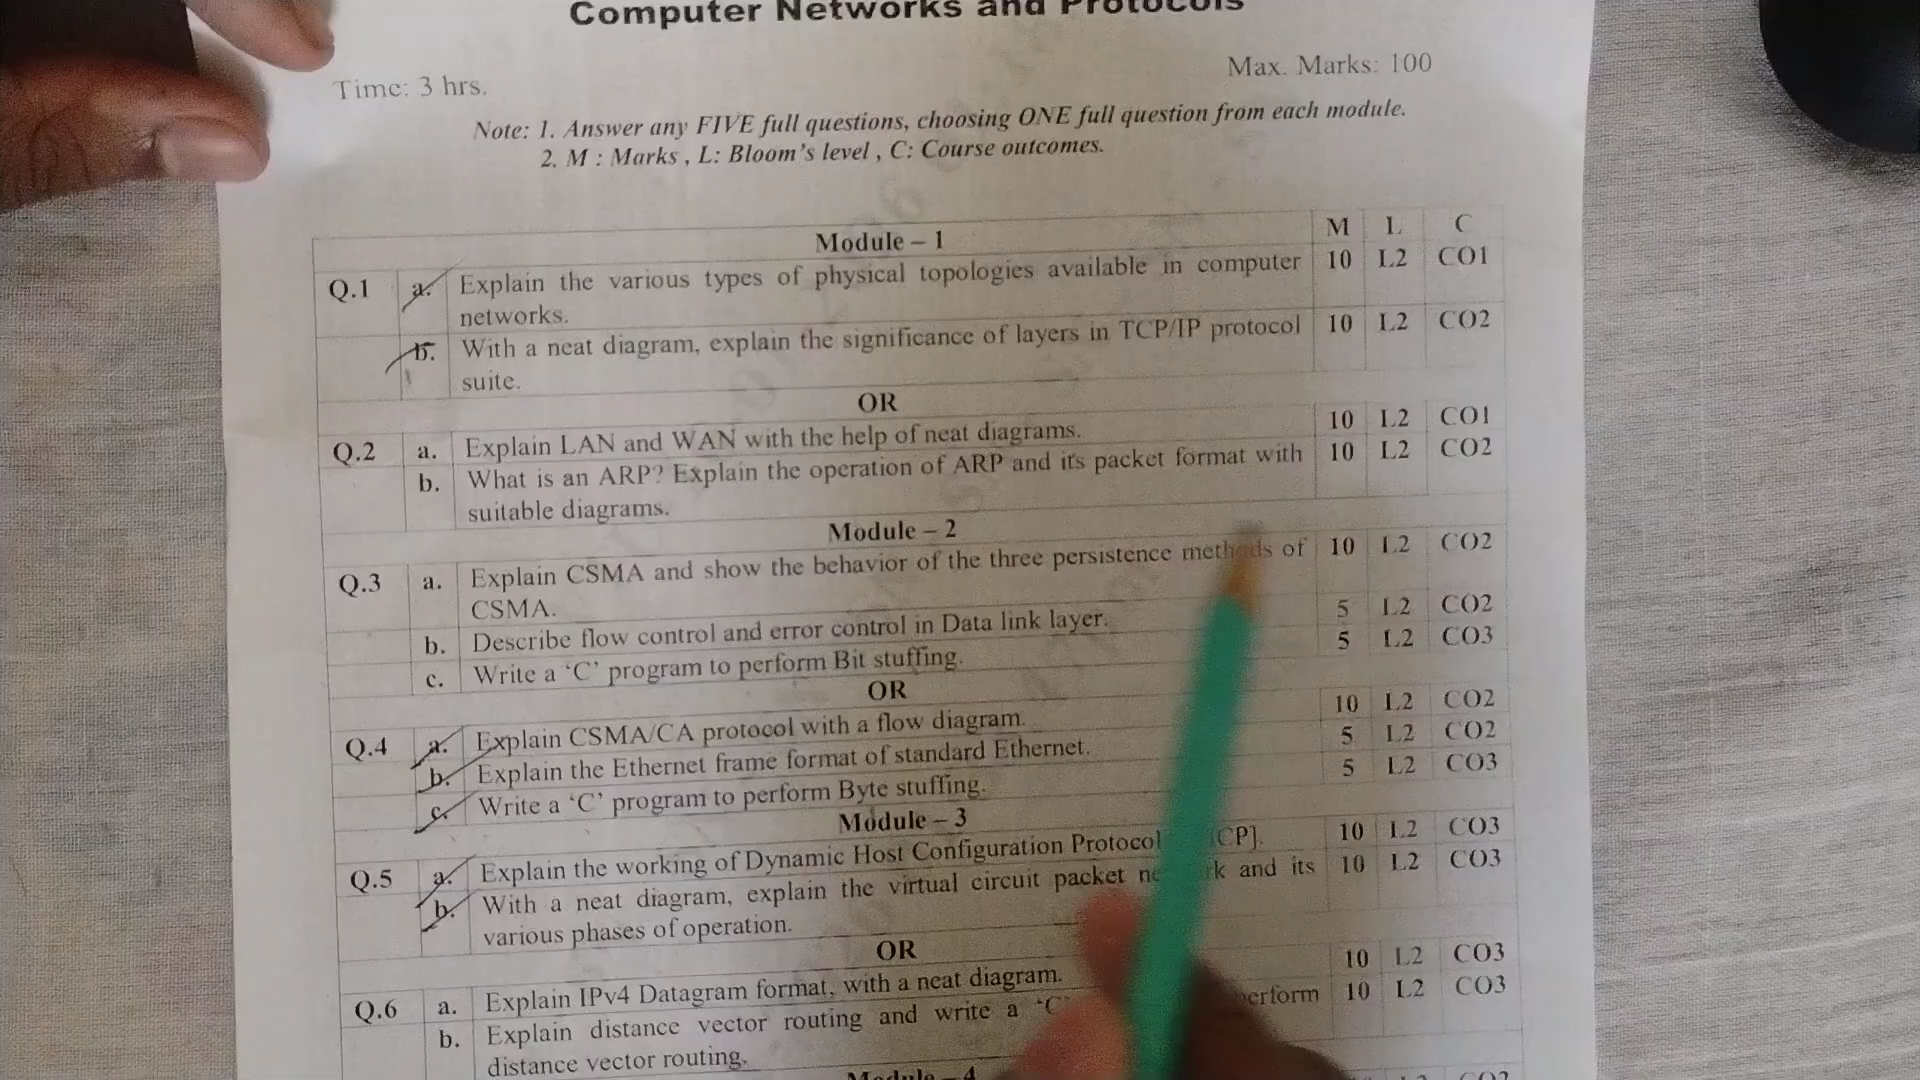 Computer Networks and Protocols
Time: 3 hrs.
Max. Marks: 100
Note: 1. Answer any FIVE full questions, choosing ONE full question from each module.
2. M : Marks , L: Bloom's level , C: Course outcomes.
Module – 1 M L C
Q.1 a. Explain the various types of physical topologies available in computer 10 L2 CO1
networks.
b. With a neat diagram, explain the significance of layers in TCP/IP protocol 10 L2 CO2
suite.
OR
Q.2 a. Explain LAN and WAN with the help of neat diagrams. 10 L2 CO1
b. What is an ARP? Explain the operation of ARP and its packet format with 10 L2 CO2
suitable diagrams.
Module – 2
Q.3 a. Explain CSMA and show the behavior of the three persistence methods of 10 L2 CO2
CSMA.
b. Describe flow control and error control in Data link layer. 5 L2 CO2
c. Write a 'C' program to perform Bit stuffing. 5 L2 CO3
OR
Q.4 a. Explain CSMA/CA protocol with a flow diagram. 10 L2 CO2
b. Explain the Ethernet frame format of standard Ethernet. 5 L2 CO2
c. Write a 'C' program to perform Byte stuffing. 5 L2 CO3
Module – 3
Q.5 a. Explain the working of Dynamic Host Configuration Protocol CP]. 10 L2 CO3
b. With a neat diagram, explain the virtual circuit packet and its 10 L2 CO3
various phases of operation.
OR
Q.6 a. Explain IPv4 Datagram format, with a neat diagram. 10 L2 CO3
b. Explain distance vector routing and write a 'C' perform 10 L2 CO3
distance vector routing.
Module – 4